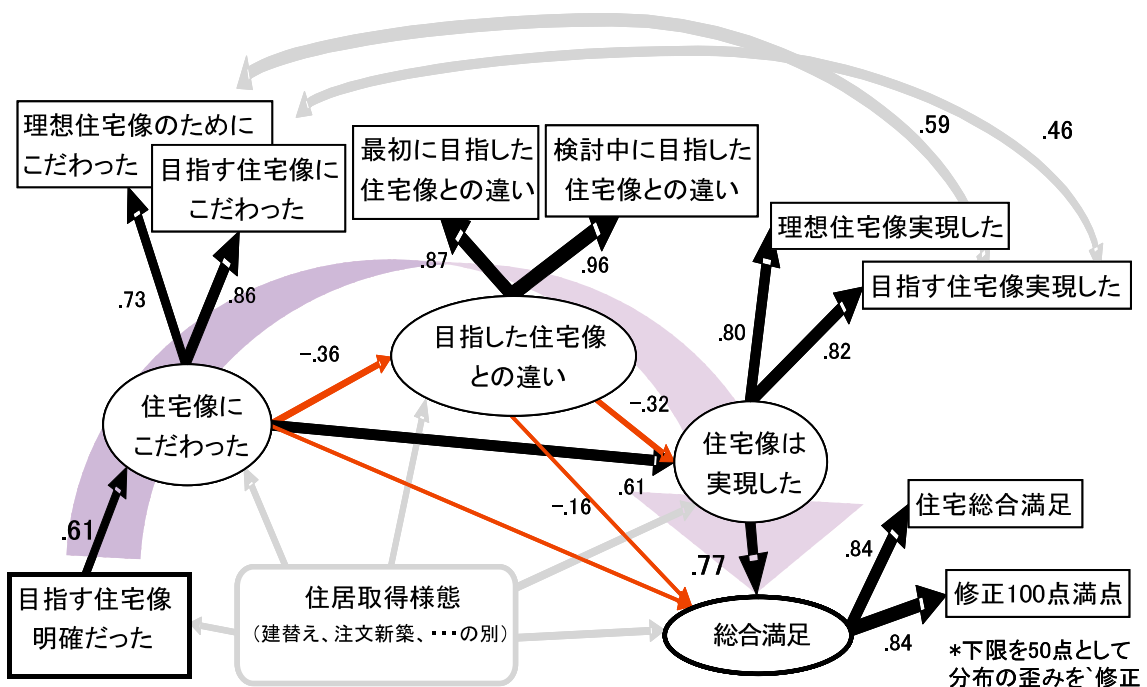 .59
.46
理想住宅像のために
こだわった
目指す住宅像に
こだわった
最初に目指した
住宅像との違い
検討中に目指した
住宅像との違い
理想住宅像実現した
目指す住宅像実現した
.73
.86
.87
.96
.80
.82
-.36
目指した住宅像
との違い
-.32
住宅像に
こだわった
住宅像は
実現した
.61
-.16
.61
.77
住宅総合満足
.84
目指す住宅像
明確だった
住居取得様態
(建替え、注文新築、・・・の別)
総合満足
.84
修正100点満点
*下限を50点として
分布の歪みを`修正